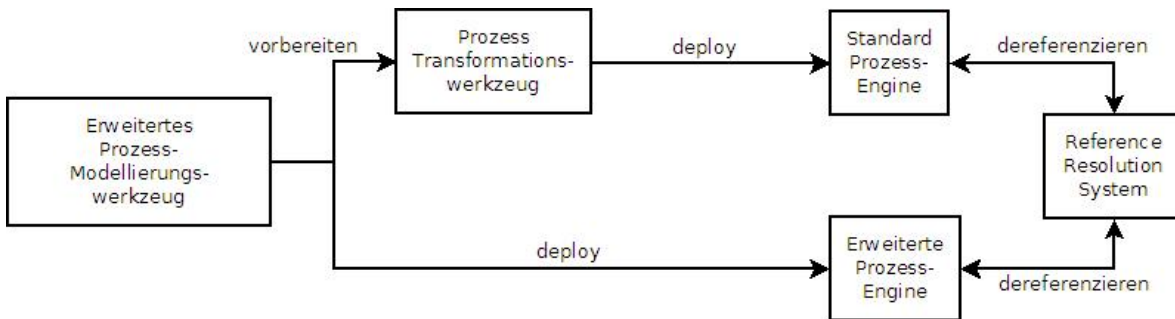 vorbereiten
Prozess
Transformations-
werkzeug
deploy
Standard
Prozess-
Engine
dereferenzieren
Erweitertes
Prozess-
Modellierungs-
werkzeug
Reference
Resolution
System
deploy
Erweiterte
Prozess-
Engine
dereferenzieren